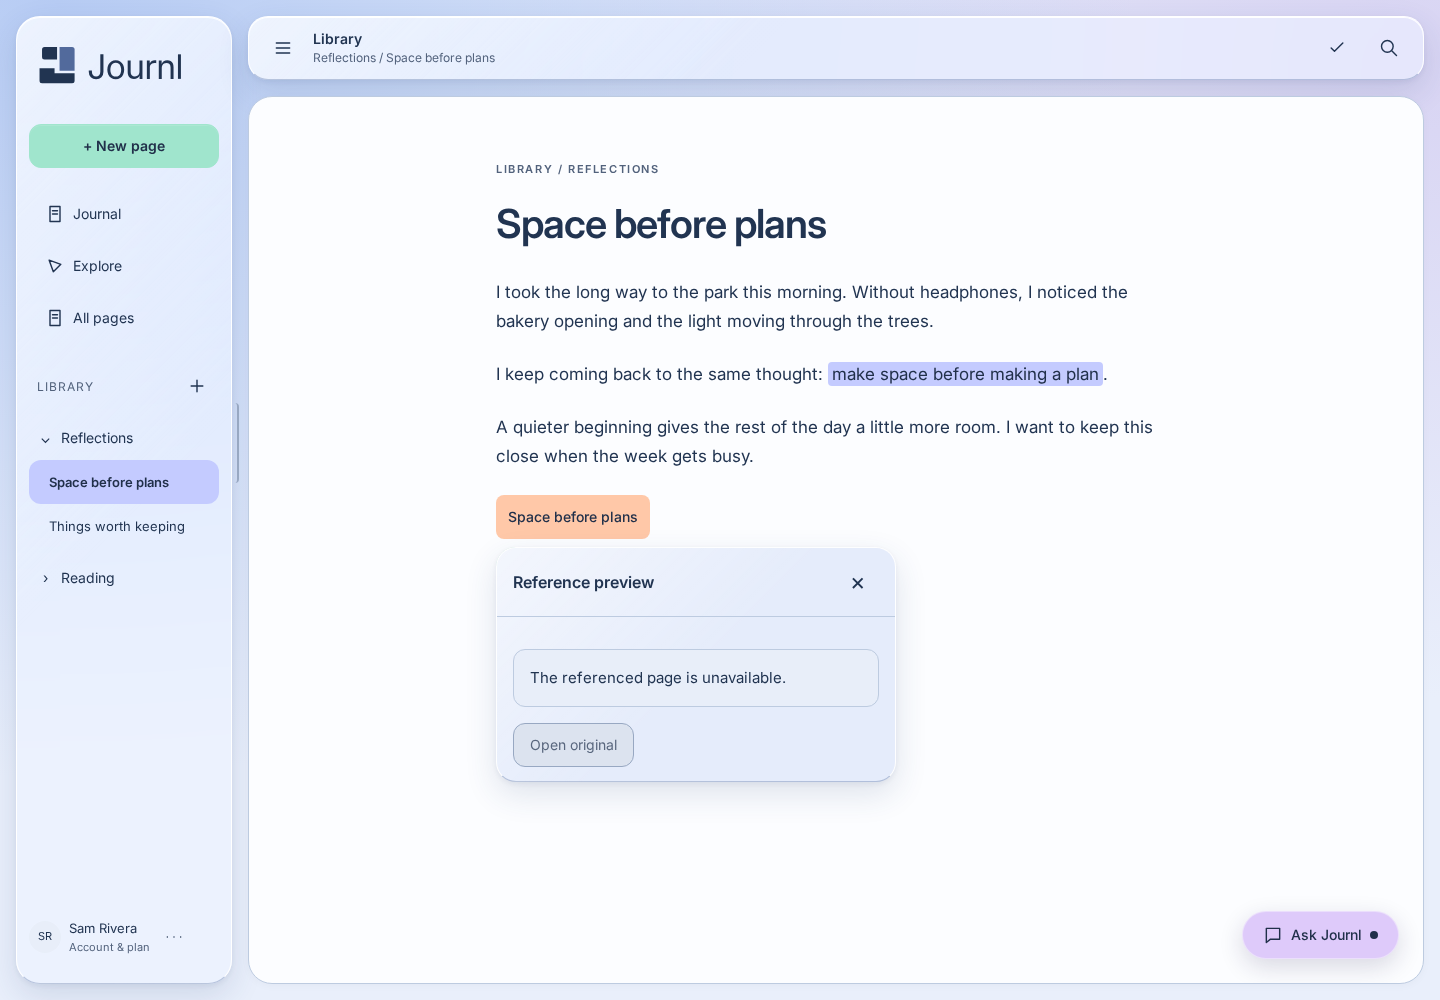 Journl
+ New page
Journal
Explore
All pages
LIBRARY
Reflections
Space before plans
Things worth keeping
Reading
SR
Sam Rivera
Account & plan
Library
Reflections / Space before plans
LIBRARY / REFLECTIONS
Space before plans
I took the long way to the park this morning. Without headphones, I noticed the
bakery opening and the light moving through the trees.
I keep coming back to the same thought: make space before making a plan.
A quieter beginning gives the rest of the day a little more room. I want to keep this
close when the week gets busy.
Space before plans
Reference preview
The referenced page is unavailable.
Open original
Ask Journl